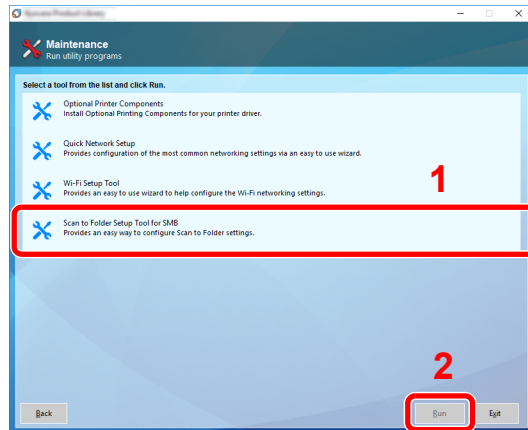 Maintenance
Run utility programs
Select a tool from the list and click Run.
Optional Printer Components
Install Optional Printing Components for your printer driver.
Quick Network Setup
Provides configuration of the most common networking settings via an easy to use wizard.
1
Wi-Fi Setup Tool
Provides an easy to use wizard to help configure the Wi-Fi networking settings.
Scan to Folder Setup Tool for SMB
Provides an easy way to configure Scan to Folder settings.
2
Back
Run
Exit